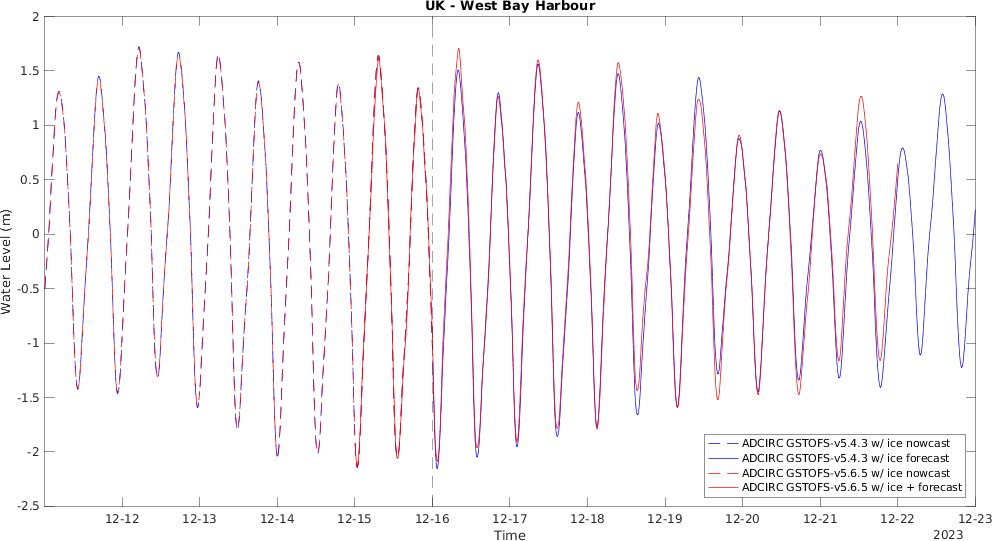 UK - West Bay Harbour
2
1.5
1
0.5
0
-0.5
-1
-1.5
-2
-2.5
Water Level (m)
12-12 12-13 12-14 12-15 12-16 12-17 12-18 12-19 12-20 12-21 12-22 12-23
Time
2023
ADCIRC GSTOFS-v5.4.3 w/ ice nowcast
ADCIRC GSTOFS-v5.4.3 w/ ice forecast
ADCIRC GSTOFS-v5.6.5 w/ ice nowcast
ADCIRC GSTOFS-v5.6.5 w/ ice + forecast